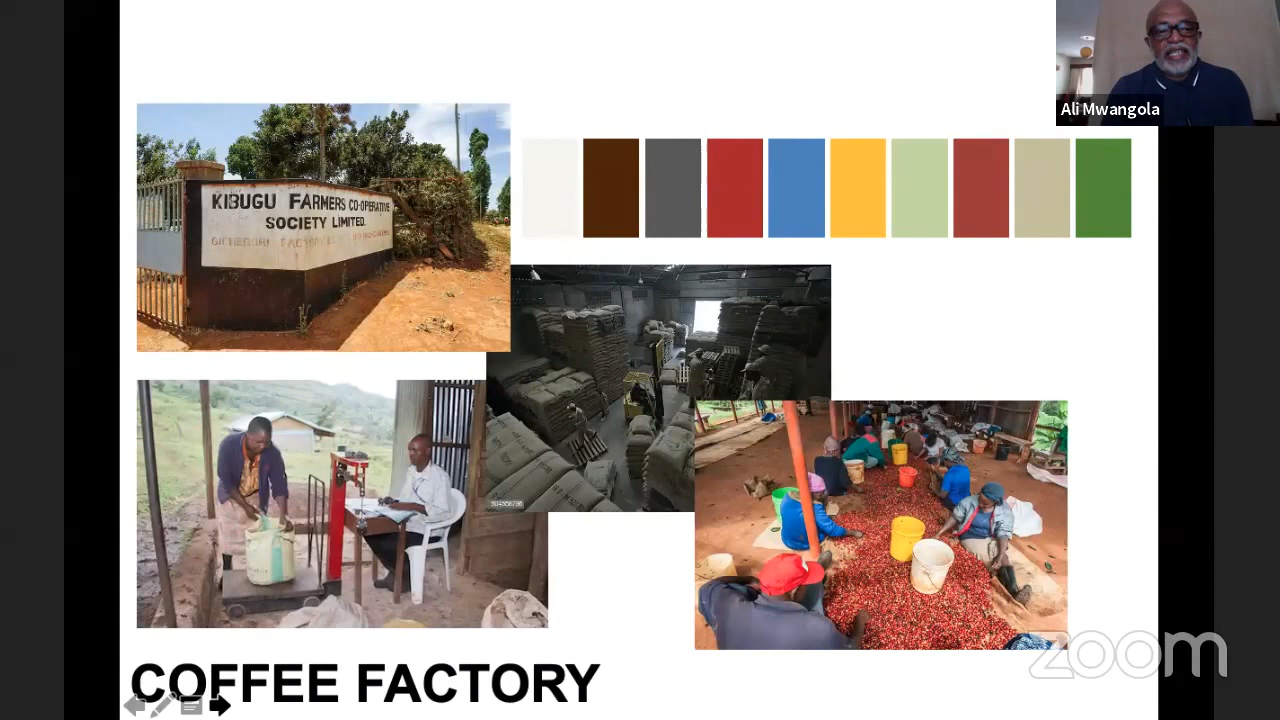 Ali Mwangola
KIBUGU FARMERS CO-OPERATIVE
SOCIETY LIMITED.
COFFEE FACTORY
zoom